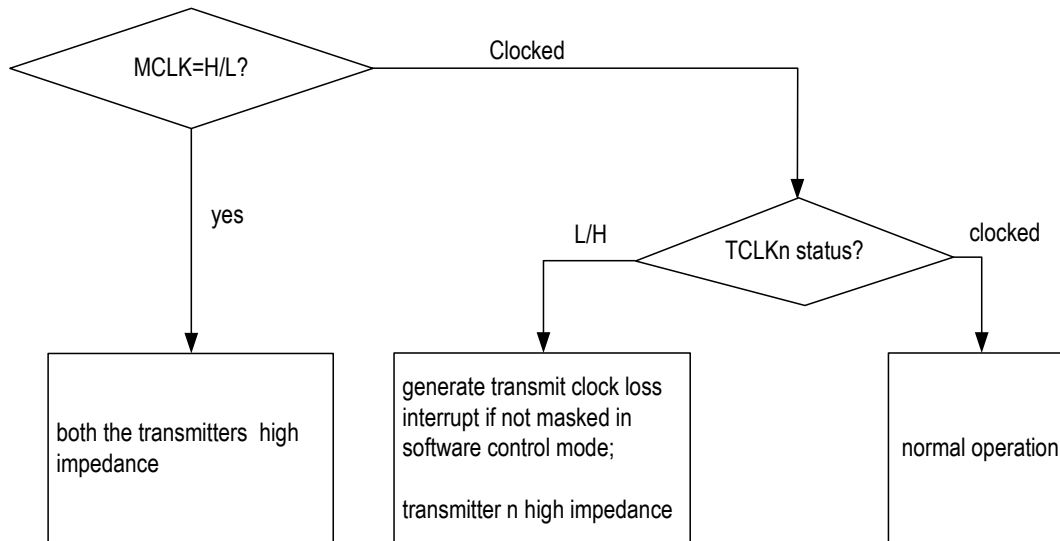 MCLK=H/L?
Clocked
yes
L/H
TCLKn status?
clocked
both the transmitters high
impedance
generate transmit clock loss
interrupt if not masked in
software control mode;
transmitter n high impedance
normal operation